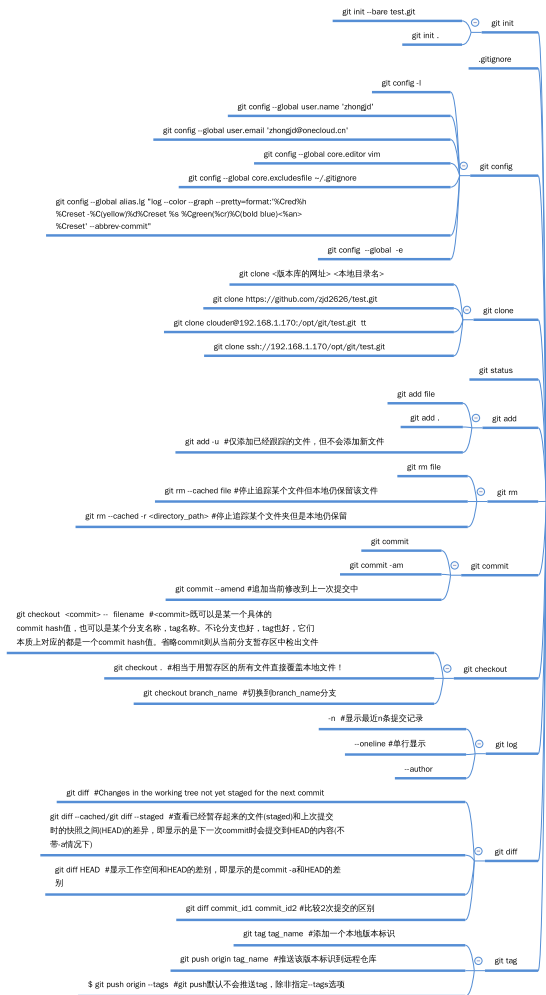 git init --bare test.git
git init .
git init
.gitignore
git config -l
git config --global user.name 'zhongjd'
git config --global user.email 'zhongjd@onecloud.cn'
git config --global core.editor vim
git config --global core.excludesfile ~/.gitignore
git config --global alias.lg "log --color --graph --pretty=format:'%Cred%h
%Creset -%C(yellow)%d%Creset %s %Cgreen(%cr)%C(bold blue)<%an>
%Creset' --abbrev-commit"
git config --global -e
git config
git clone <版本库的网址> <本地目录名>
git clone https://github.com/zjd2626/test.git
git clone clouder@192.168.1.170:/opt/git/test.git tt
git clone ssh://192.168.1.170/opt/git/test.git
git clone
git status
git add file
git add .
git add -u #仅添加已经跟踪的文件，但不会添加新文件
git add
git rm file
git rm --cached file #停止追踪某个文件但本地仍保留该文件
git rm --cached -r <directory_path> #停止追踪某个文件夹但是本地仍保留
git rm
git commit
git commit -am
git commit --amend #追加当前修改到上一次提交中
git commit
git checkout <commit> -- filename #<commit>既可以是某一个具体的
commit hash值，也可以是某个分支名称，tag名称。不论分支也好，tag也好，它们
本质上对应的都是一个commit hash值。省略commit则从当前分支暂存区中检出文件
git checkout . #相当于用暂存区的所有文件直接覆盖本地文件！
git checkout branch_name #切换到branch_name分支
git checkout
-n #显示最近n条提交记录
--oneline #单行显示
--author
git log
git diff #Changes in the working tree not yet staged for the next commit
git diff --cached/git diff --staged #查看已经暂存起来的文件(staged)和上次提交
时的快照之间(HEAD)的差异，即显示的是下一次commit时会提交到HEAD的内容(不
带-a情况下)
git diff HEAD #显示工作空间和HEAD的差别，即显示的是commit -a和HEAD的差
别
git diff commit_id1 commit_id2 #比较2次提交的区别
git diff
git tag tag_name #添加一个本地版本标识
git push origin tag_name #推送该版本标识到远程仓库
$ git push origin --tags #git push默认不会推送tag，除非指定--tags选项
git tag